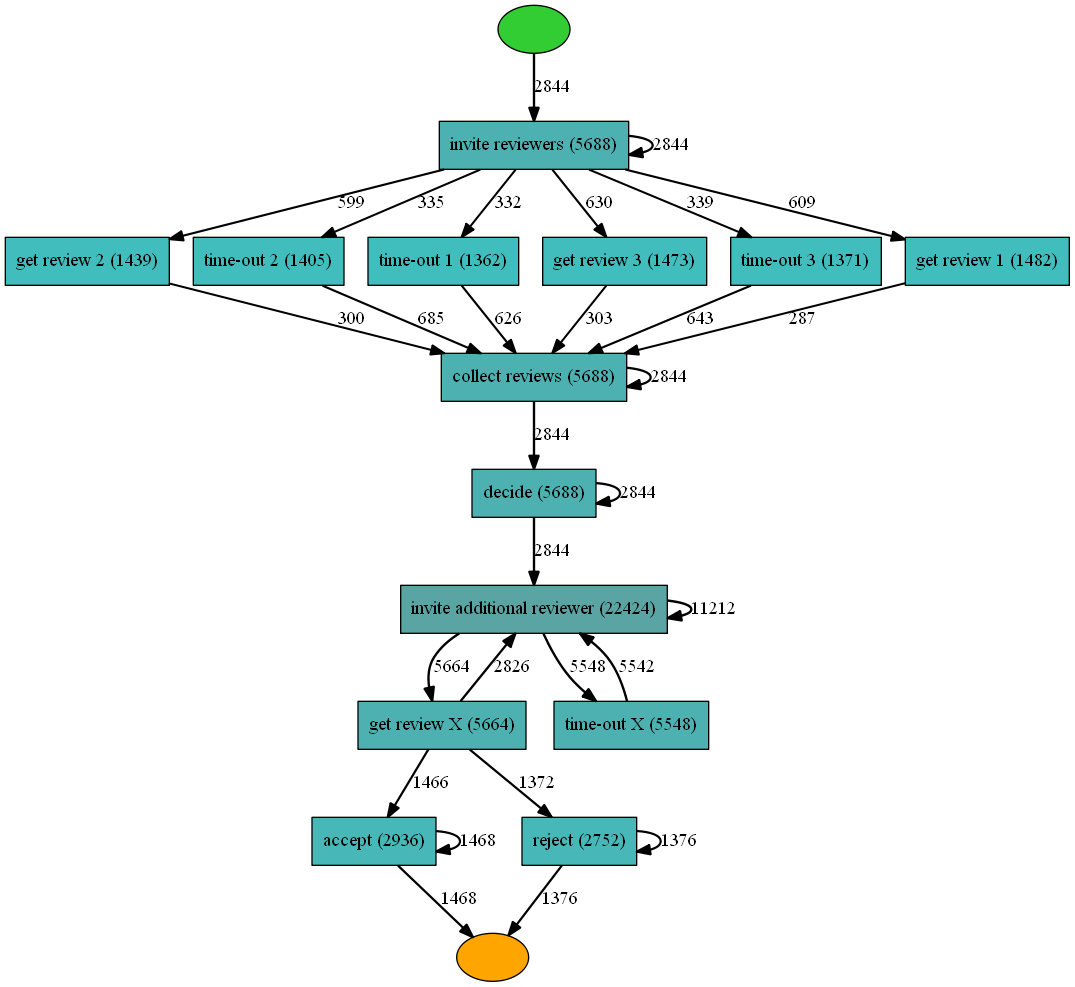 2844
invite reviewers (5688)
2844
599
335
332
630
339
609
get review 2 (1439)
time-out 2 (1405)
time-out 1 (1362)
get review 3 (1473)
time-out 3 (1371)
get review 1 (1482)
300
685
626
303
643
287
collect reviews (5688)
2844
2844
decide (5688)
2844
2844
invite additional reviewer (22424)
11212
5664
2826
5548
5542
get review X (5664)
time-out X (5548)
1466
1372
accept (2936)
1468
reject (2752)
1376
1468
1376